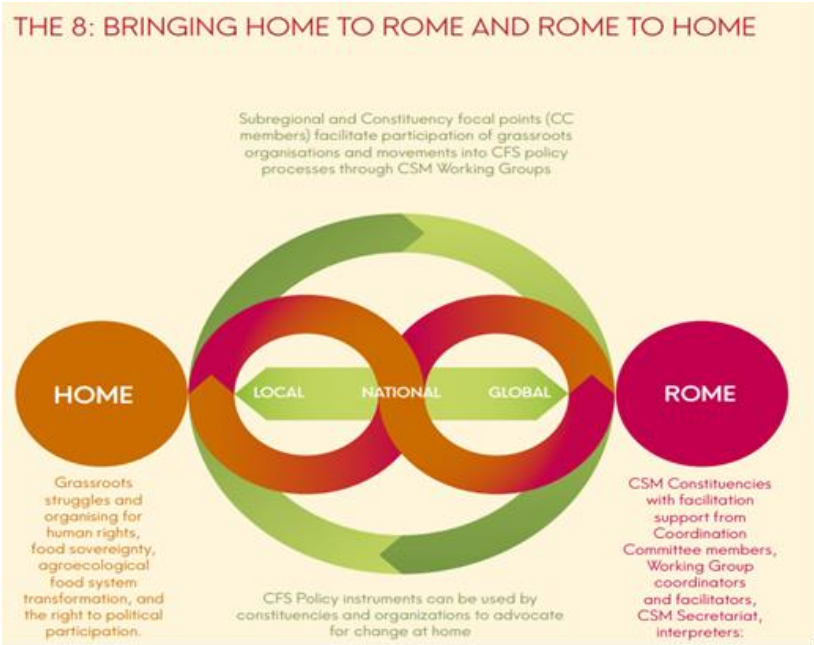 THE 8: BRINGING HOME TO ROME AND ROME TO HOME
Subregional and Constituency focal points (CC
members) facilitate participation of grassroots
organisations and movements into CFS policy
processes through CSM Working Groups
HOME
LOCAL
NATIONAL
GLOBAL
ROME
Grassroots
struggles and
organising for
human rights,
food sovereignty,
agroecological
food system
transformation, and
the right to political
participation.
CFS Policy instruments can be used by
constituencies and organizations to advocate
for change at home
CSM Constituencies
with facilitation
support from
Coordination
Committee members,
Working Group
coordinators
and facilitators,
CSM Secretariat,
interpreters: